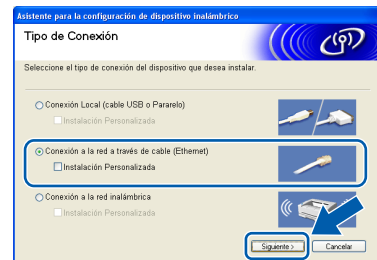 Asistente para la configuración de dispositivo inalámbrico
Tipo de Conexión
Seleccione el tipo de conexión del dispositivo que desea instalar.
Conexión Local (cable USB o Pararelo)
Instalación Personalizada
Conexión a la red a través de cable (Ethernet)
Instalación Personalizada
Conexión a la red inalámbrica
Instalación Personalizada
Siguiente > Cancelar